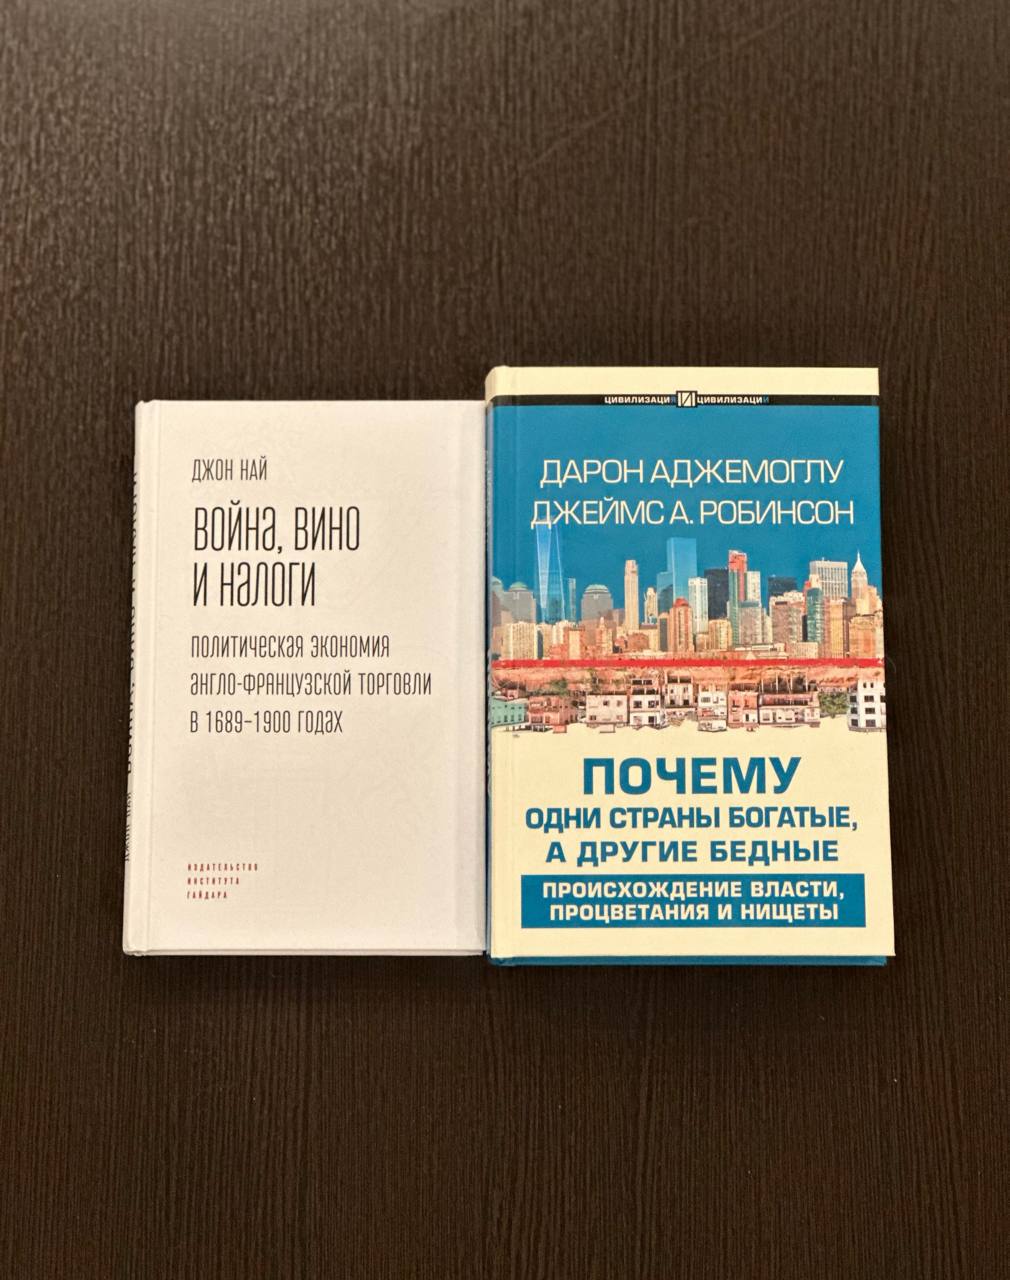 ДЖОН НАЙ
ВОЙНА, ВИНО
И НАЛОГИ
ПОЛИТИЧЕСКАЯ ЭКОНОМИЯ
АНГЛО-ФРАНЦУЗСКОЙ ТОРГОВЛИ
В 1689–1900 ГОДАХ
ИЗДАТЕЛЬСТВО
ИНСТИТУТА
ГАЙДАРА
ЦИВИЛИЗАЦИЯ И ЦИВИЛИЗАЦИИ
ДАРОН АДЖЕМОГЛУ
ДЖЕЙМС А. РОБИНСОН
ПОЧЕМУ
ОДНИ СТРАНЫ БОГАТЫЕ,
А ДРУГИЕ БЕДНЫЕ
ПРОИСХОЖДЕНИЕ ВЛАСТИ,
ПРОЦВЕТАНИЯ И НИЩЕТЫ